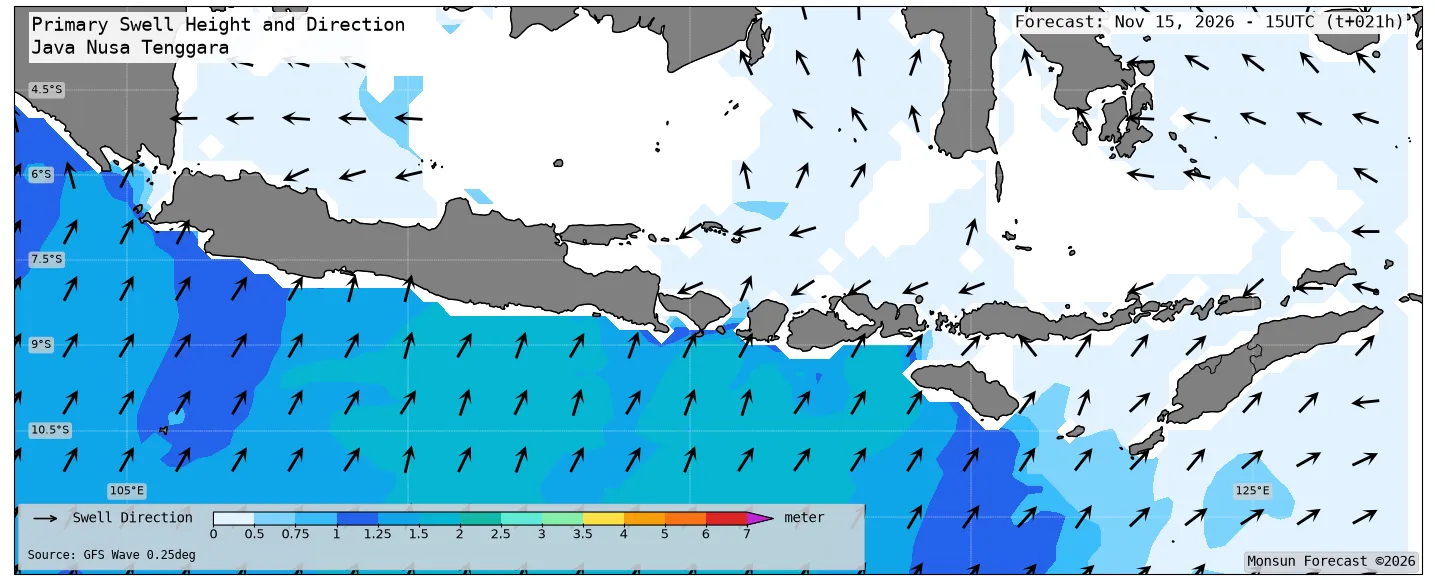 Primary Swell Height and Direction
Java Nusa Tenggara
Forecast: Nov 15, 2026 - 15UTC (t+021h)
4.5°S
6°S
7.5°S
9°S
10.5°S
105°E
125°E
Swell Direction
0 0.5 0.75 1 1.25 1.5 2 2.5 3 3.5 4 5 6 7
meter
Source: GFS Wave 0.25deg
Monsun Forecast ©2026